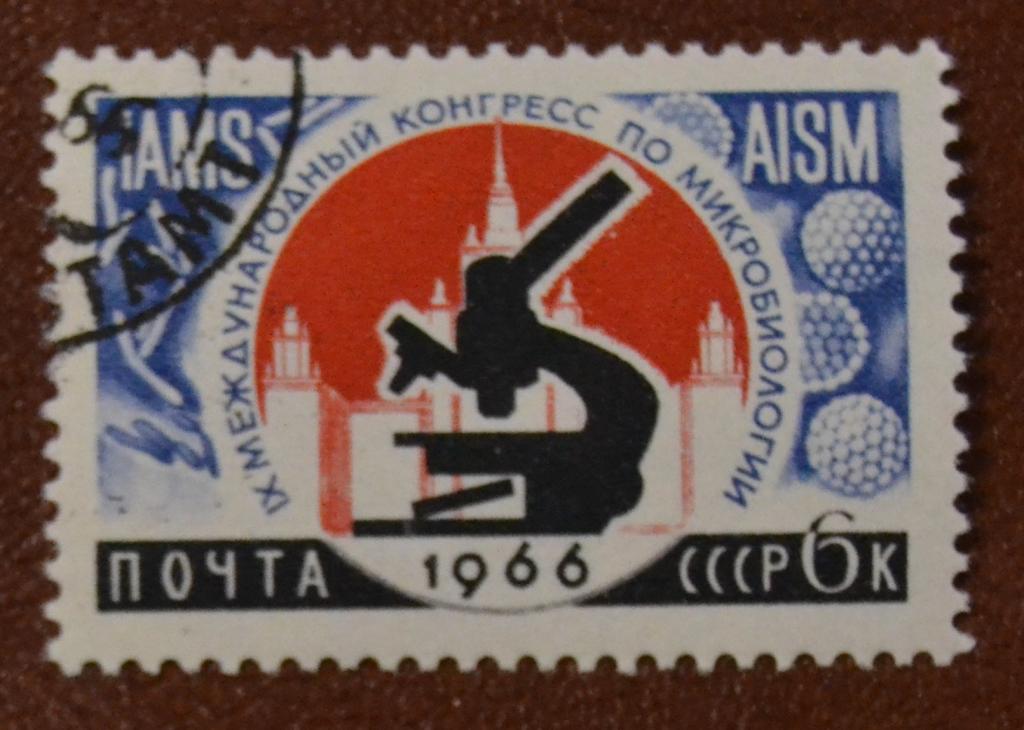 IAMS
AISM
IX МЕЖДУНАРОДНЫЙ КОНГРЕСС ПО МИКРОБИОЛОГИИ
ПОЧТА
1966
СССР 6 К